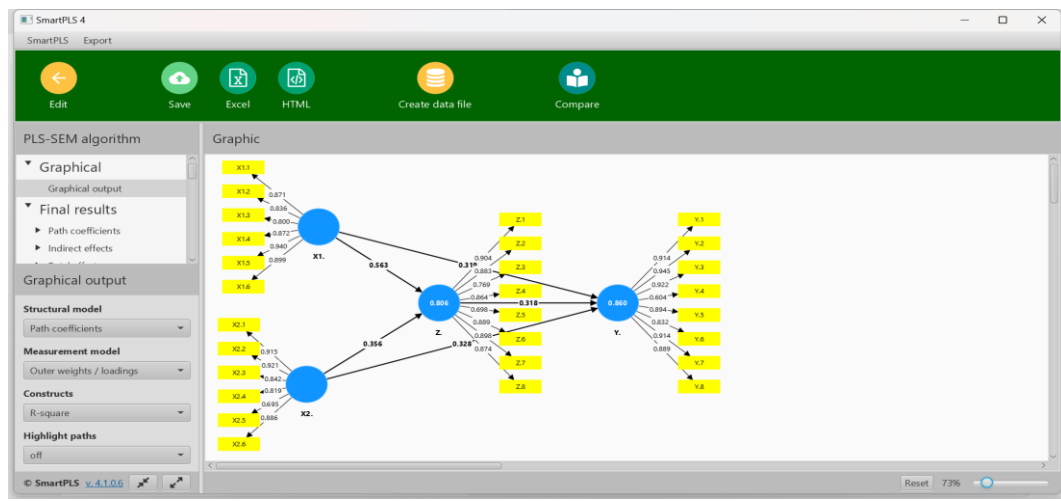 SmartPLS 4
SmartPLS Export
Edit Save Excel HTML Create data file Compare
PLS-SEM algorithm
Graphical
Graphical output
Final results
Path coefficients
Indirect effects
Graphical output
Structural model
Path coefficients
Measurement model
Outer weights / loadings
Constructs
R-square
Highlight paths
off
© SmartPLS v. 4.1.0.6
Graphic
X1.1
X1.2
X1.3
X1.4
X1.5
X1.6
0.871
0.836
0.800
0.872
0.940
0.899
X1.
X2.1
X2.2
X2.3
X2.4
X2.5
X2.6
0.915
0.921
0.842
0.819
0.695
0.886
X2.
0.563
0.356
0.318
0.328
0.806
Z.
Z.1
Z.2
Z.3
Z.4
Z.5
Z.6
Z.7
Z.8
0.904
0.883
0.769
0.864
0.698
0.889
0.898
0.874
0.860
Y.
Y.1
Y.2
Y.3
Y.4
Y.5
Y.6
Y.7
Y.8
0.914
0.945
0.922
0.604
0.894
0.832
0.914
0.889
Reset 73%